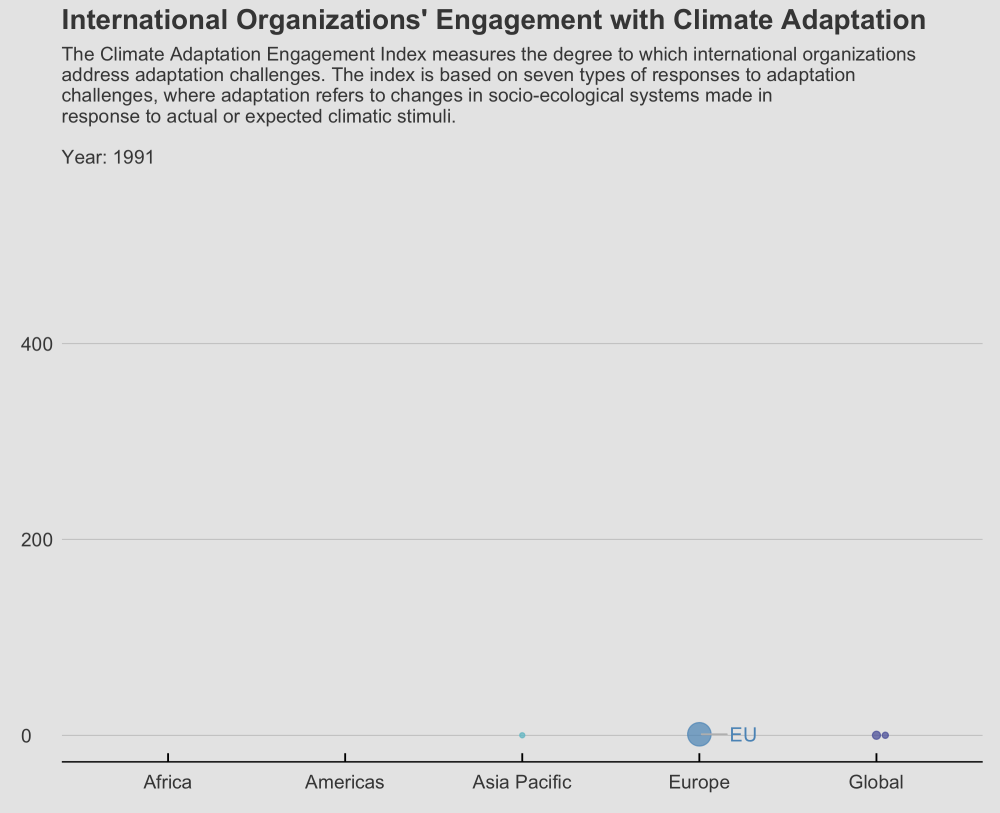 International Organizations' Engagement with Climate Adaptation
The Climate Adaptation Engagement Index measures the degree to which international organizations
address adaptation challenges. The index is based on seven types of responses to adaptation
challenges, where adaptation refers to changes in socio-ecological systems made in
response to actual or expected climatic stimuli.
Year: 1991
400
200
0
EU
Africa
Americas
Asia Pacific
Europe
Global